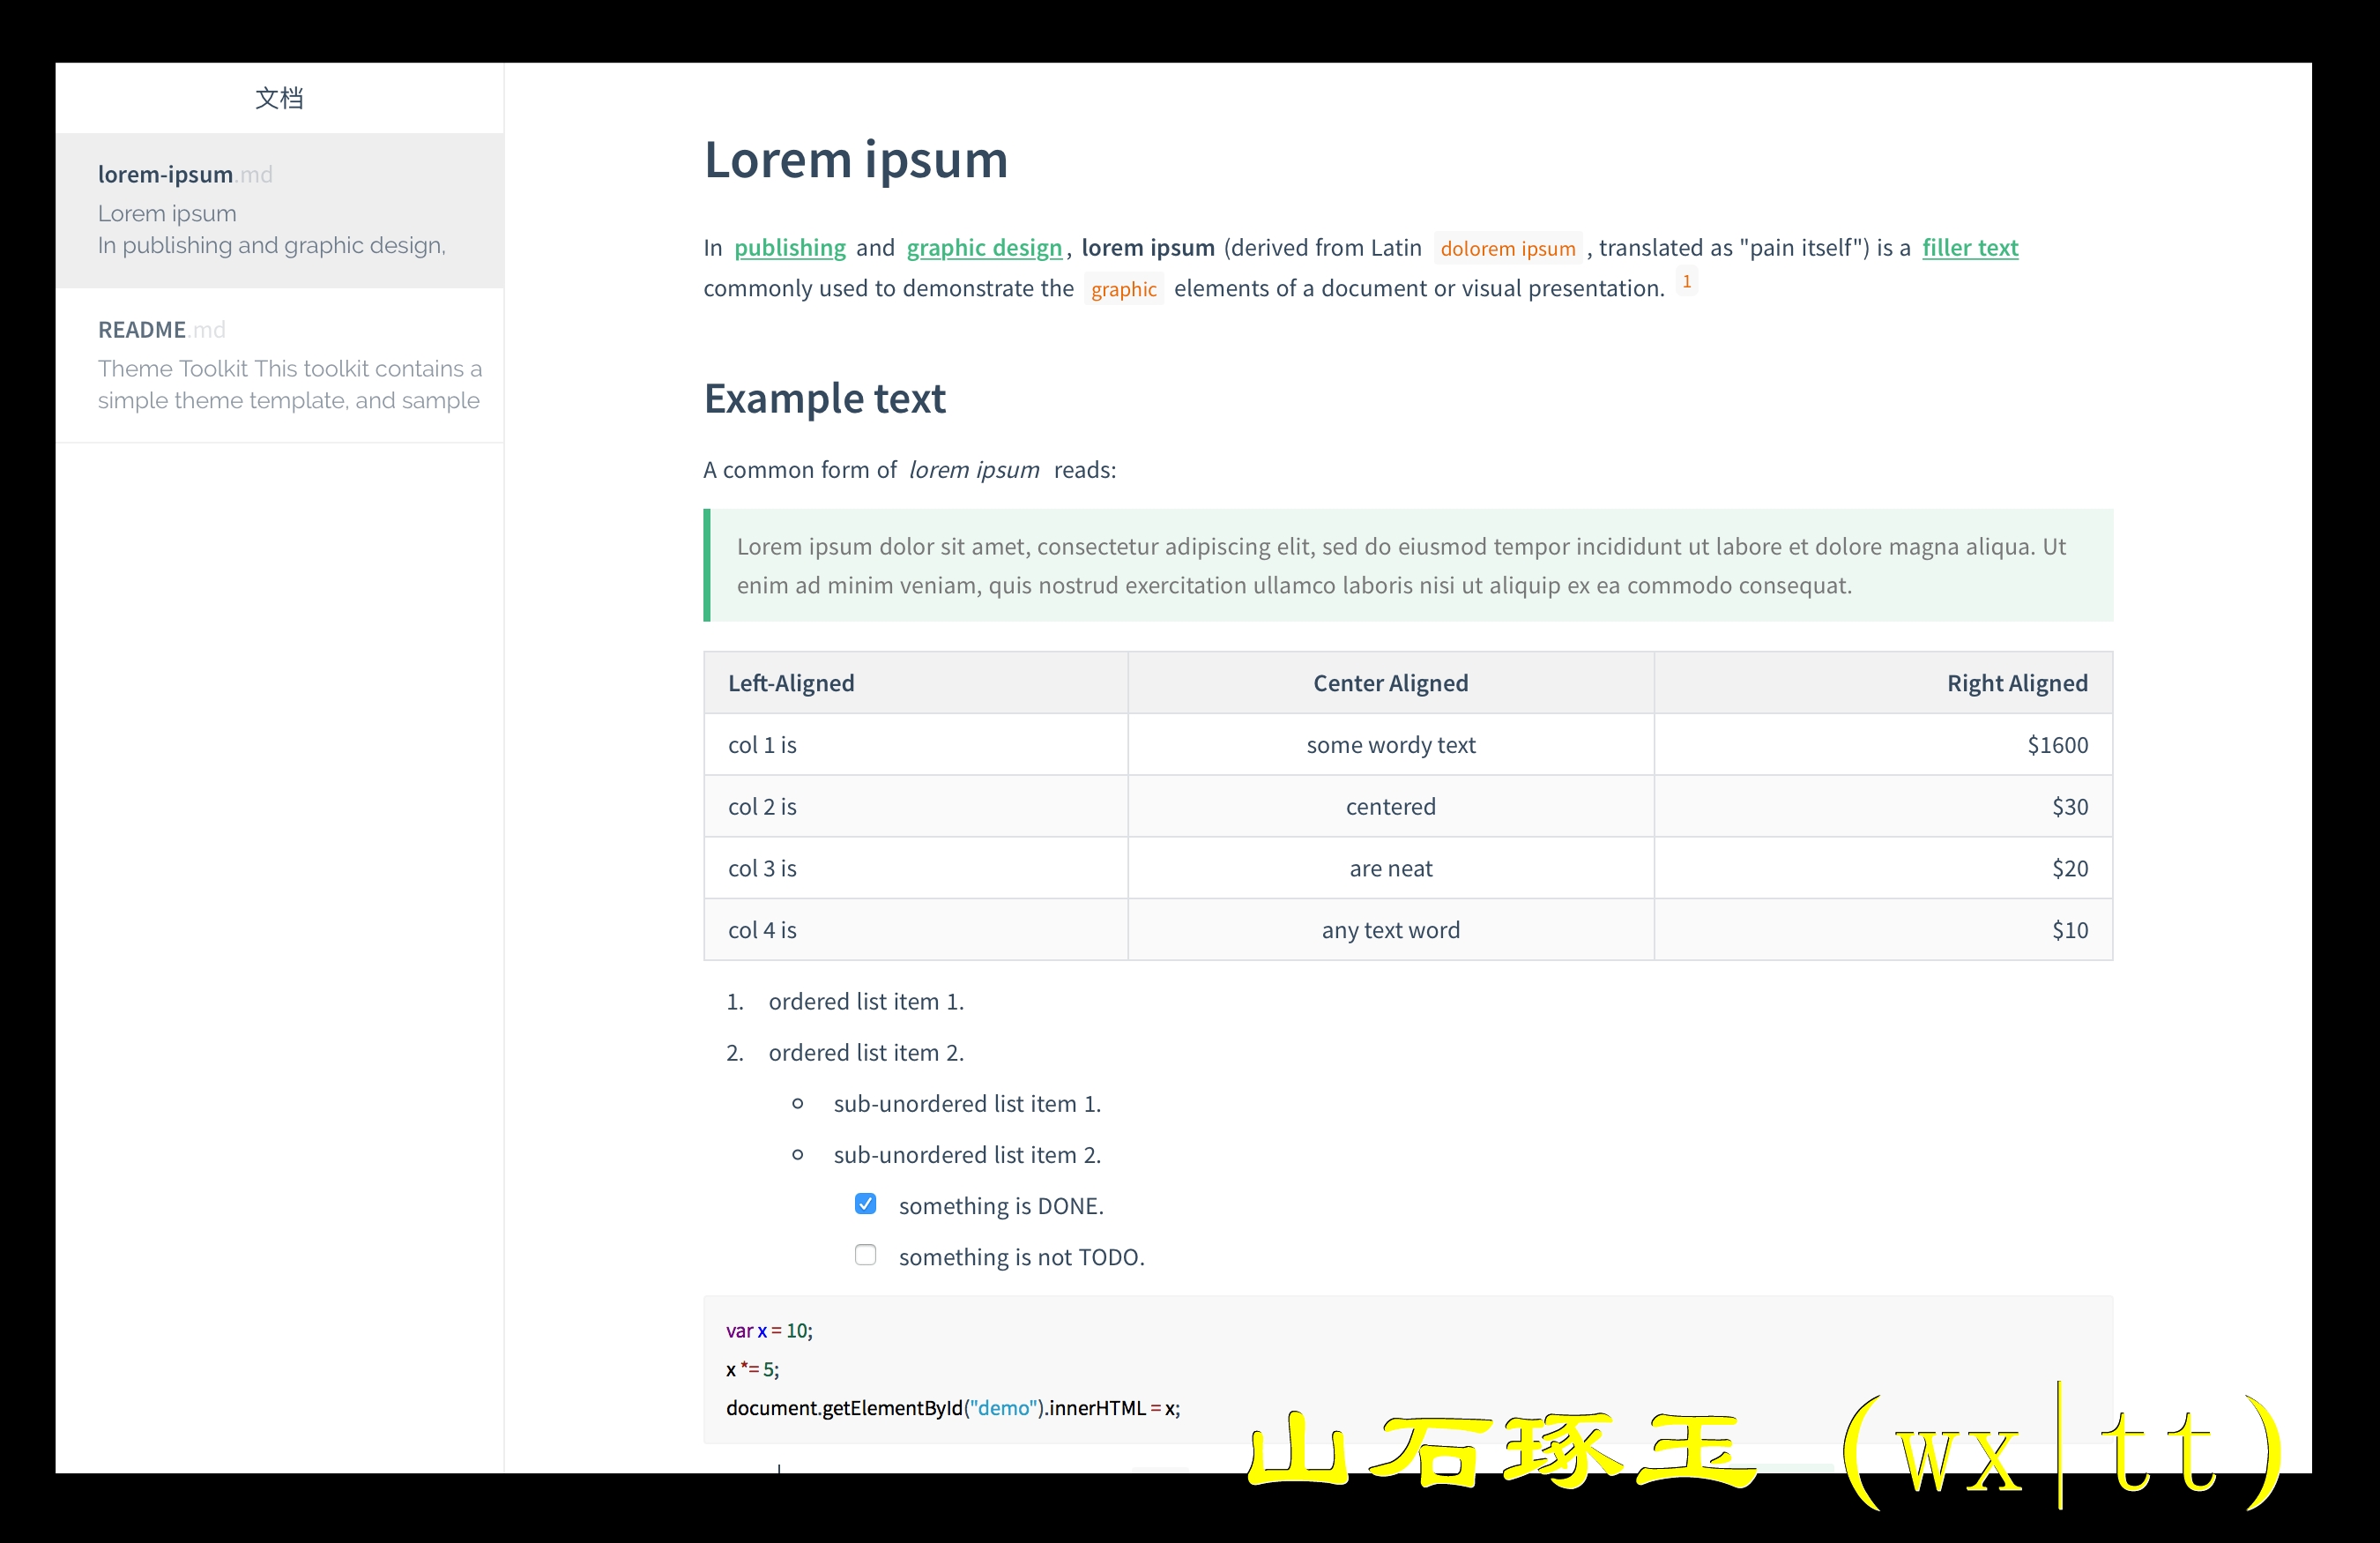 文档
lorem-ipsum.md
Lorem ipsum
In publishing and graphic design,
README.md
Theme Toolkit This toolkit contains a
simple theme template, and sample
Lorem ipsum
In publishing and graphic design, lorem ipsum (derived from Latin dolorem ipsum , translated as "pain itself") is a filler text
commonly used to demonstrate the graphic elements of a document or visual presentation. 1
Example text
A common form of lorem ipsum reads:
Lorem ipsum dolor sit amet, consectetur adipiscing elit, sed do eiusmod tempor incididunt ut labore et dolore magna aliqua. Ut
enim ad minim veniam, quis nostrud exercitation ullamco laboris nisi ut aliquip ex ea commodo consequat.
Left-Aligned Center Aligned Right Aligned
col 1 is some wordy text $1600
col 2 is centered $30
col 3 is are neat $20
col 4 is any text word $10
1. ordered list item 1.
2. ordered list item 2.
sub-unordered list item 1.
sub-unordered list item 2.
something is DONE.
something is not TODO.
var x = 10;
x *= 5;
document.getElementById("demo").innerHTML = x;
山石琢玉 (wx|tt)